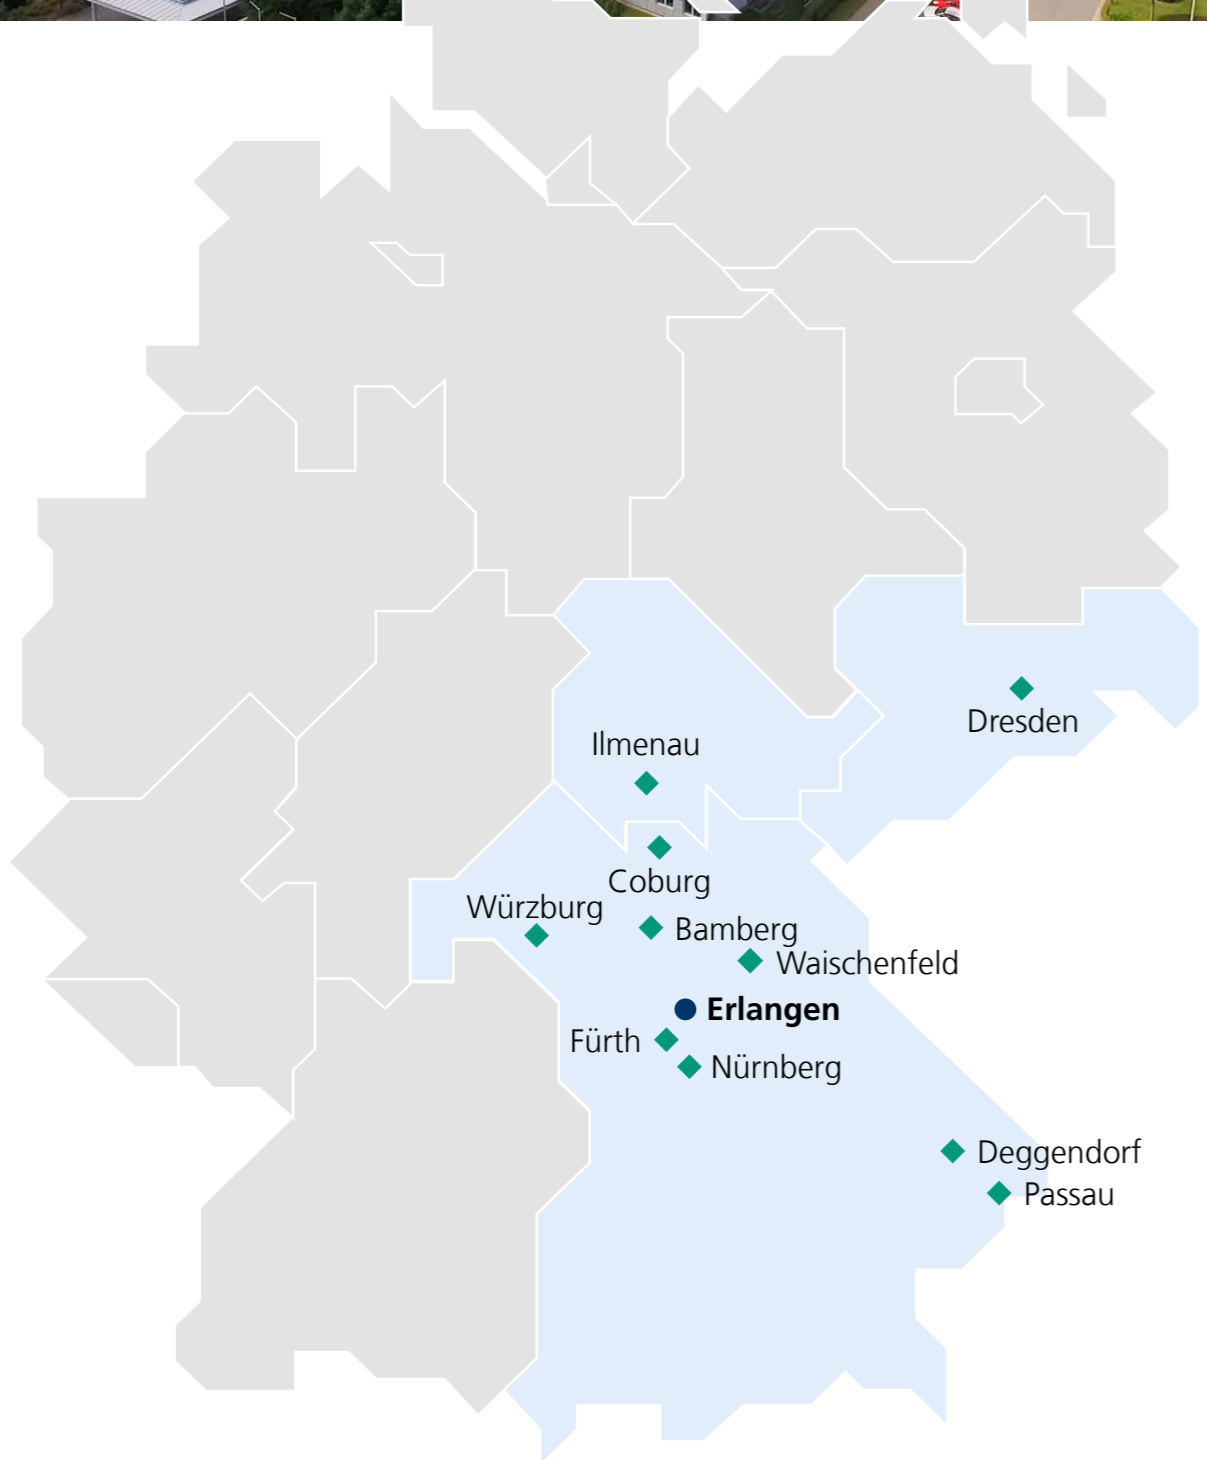 Dresden
Ilmenau
Coburg
Würzburg
Bamberg
Waischenfeld
Erlangen
Fürth
Nürnberg
Deggendorf
Passau